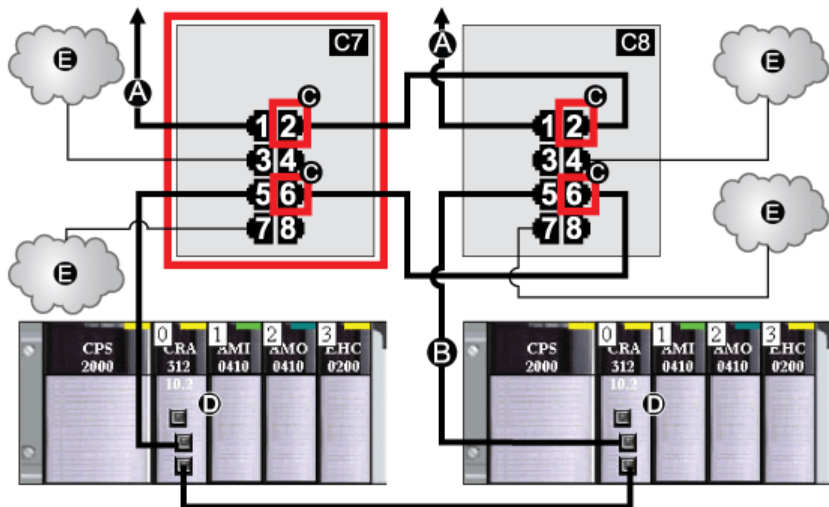 C7
C8
A
A
E
E
C
C
1 2
1 2
3 4
3 4
C
C
5 6
5 6
7 8
7 8
E
E
B
0 1 2 3
CPS 2000
CRA 312 10.2
AMI 0410
AMO 0410
EHC 0200
D
0 1 2 3
CPS 2000
CRA 312 10.2
AMI 0410
AMO 0410
EHC 0200
D